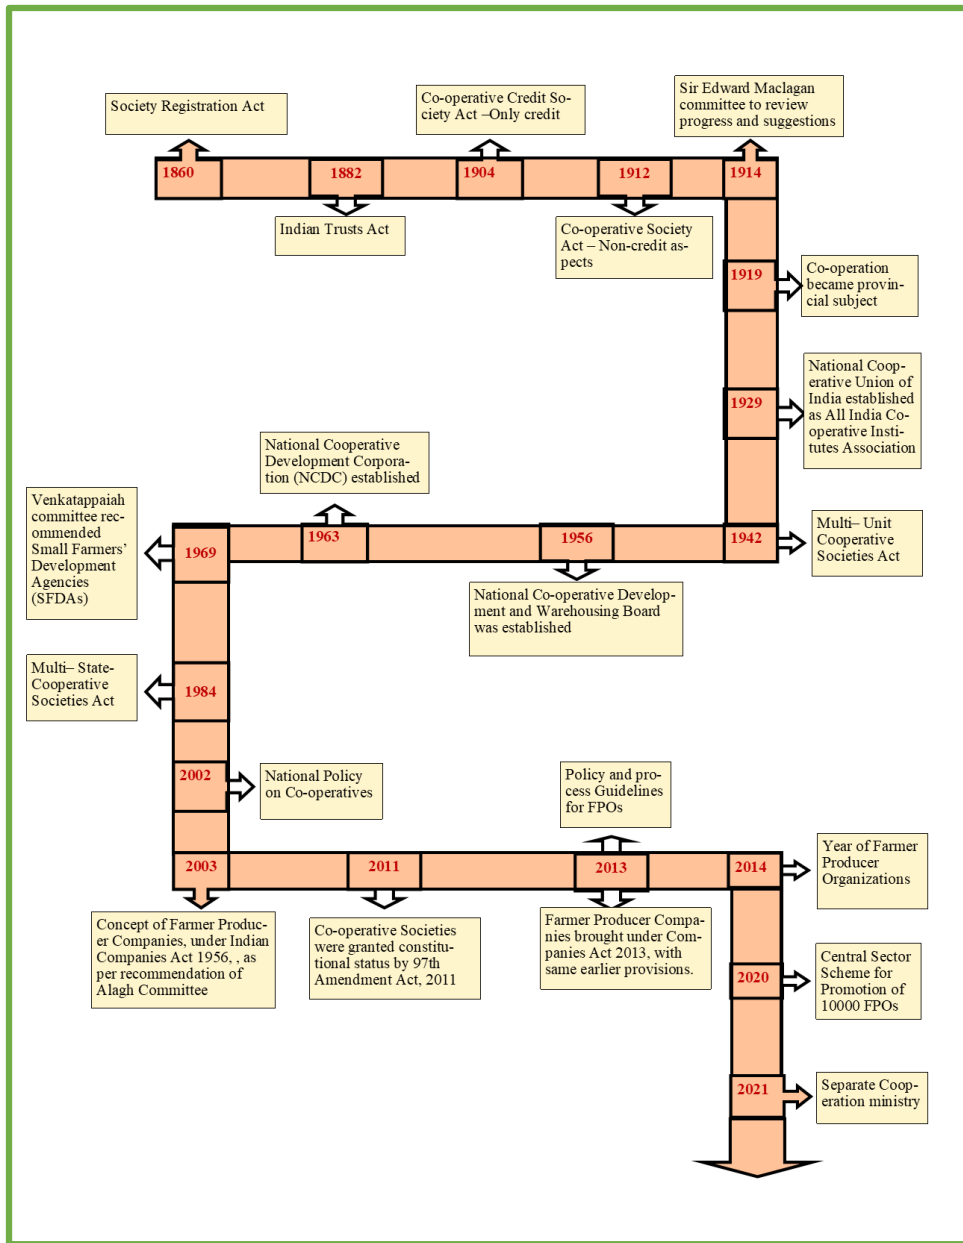 Society Registration Act
Co-operative Credit So-
ciety Act –Only credit
Sir Edward Maclagan
committee to review
progress and suggestions
1860
1882
1904
1912
1914
Indian Trusts Act
Co-operative Society
Act – Non-credit as-
pects
1919
Co-operation
became provin-
cial subject
1929
National Coop-
erative Union of
India established
as All India Co-
operative Insti-
tutes Association
National Cooperative
Development Corpora-
tion (NCDC) established
Venkatappaiah
committee rec-
ommended
Small Farmers’
Development
Agencies
(SFDAs)
1969
1963
1956
1942
Multi– Unit
Cooperative
Societies Act
National Co-operative Develop-
ment and Warehousing Board
was established
Multi– State-
Cooperative
Societies Act
1984
2002
National Policy
on Co-operatives
Policy and pro-
cess Guidelines
for FPOs
2003
2011
2013
2014
Year of Farmer
Producer
Organizations
Concept of Farmer Produc-
er Companies, under Indian
Companies Act 1956, , as
per recommendation of
Alagh Committee
Co-operative Societies
were granted constitu-
tional status by 97th
Amendment Act, 2011
Farmer Producer Compa-
nies brought under Com-
panies Act 2013, with
same earlier provisions.
2020
Central Sector
Scheme for
Promotion of
10000 FPOs
2021
Separate Coop-
eration ministry